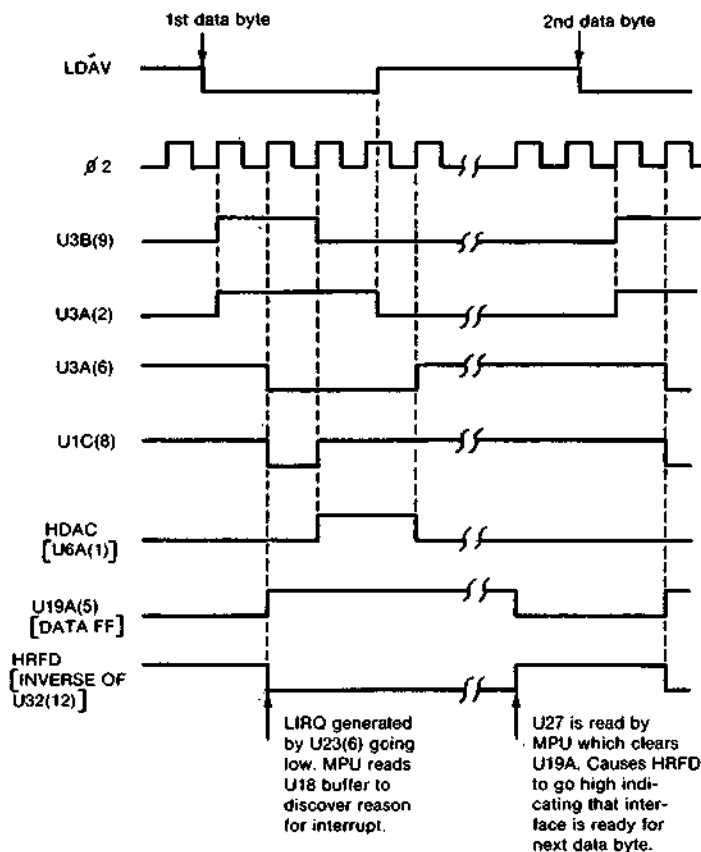 1st data byte
2nd data byte
LDAV
ø 2
U3B(9)
U3A(2)
U3A(6)
U1C(8)
HDAC
[U6A(1)]
U19A(5)
[DATA FF]
HRFD
[INVERSE OF
U32(12)]
LIRQ generated
by U23(6) going
low. MPU reads
U18 buffer to
discover reason
for interrupt.
U27 is read by
MPU which clears
U19A. Causes HRFD
to go high indi-
cating that inter-
face is ready for
next data byte.